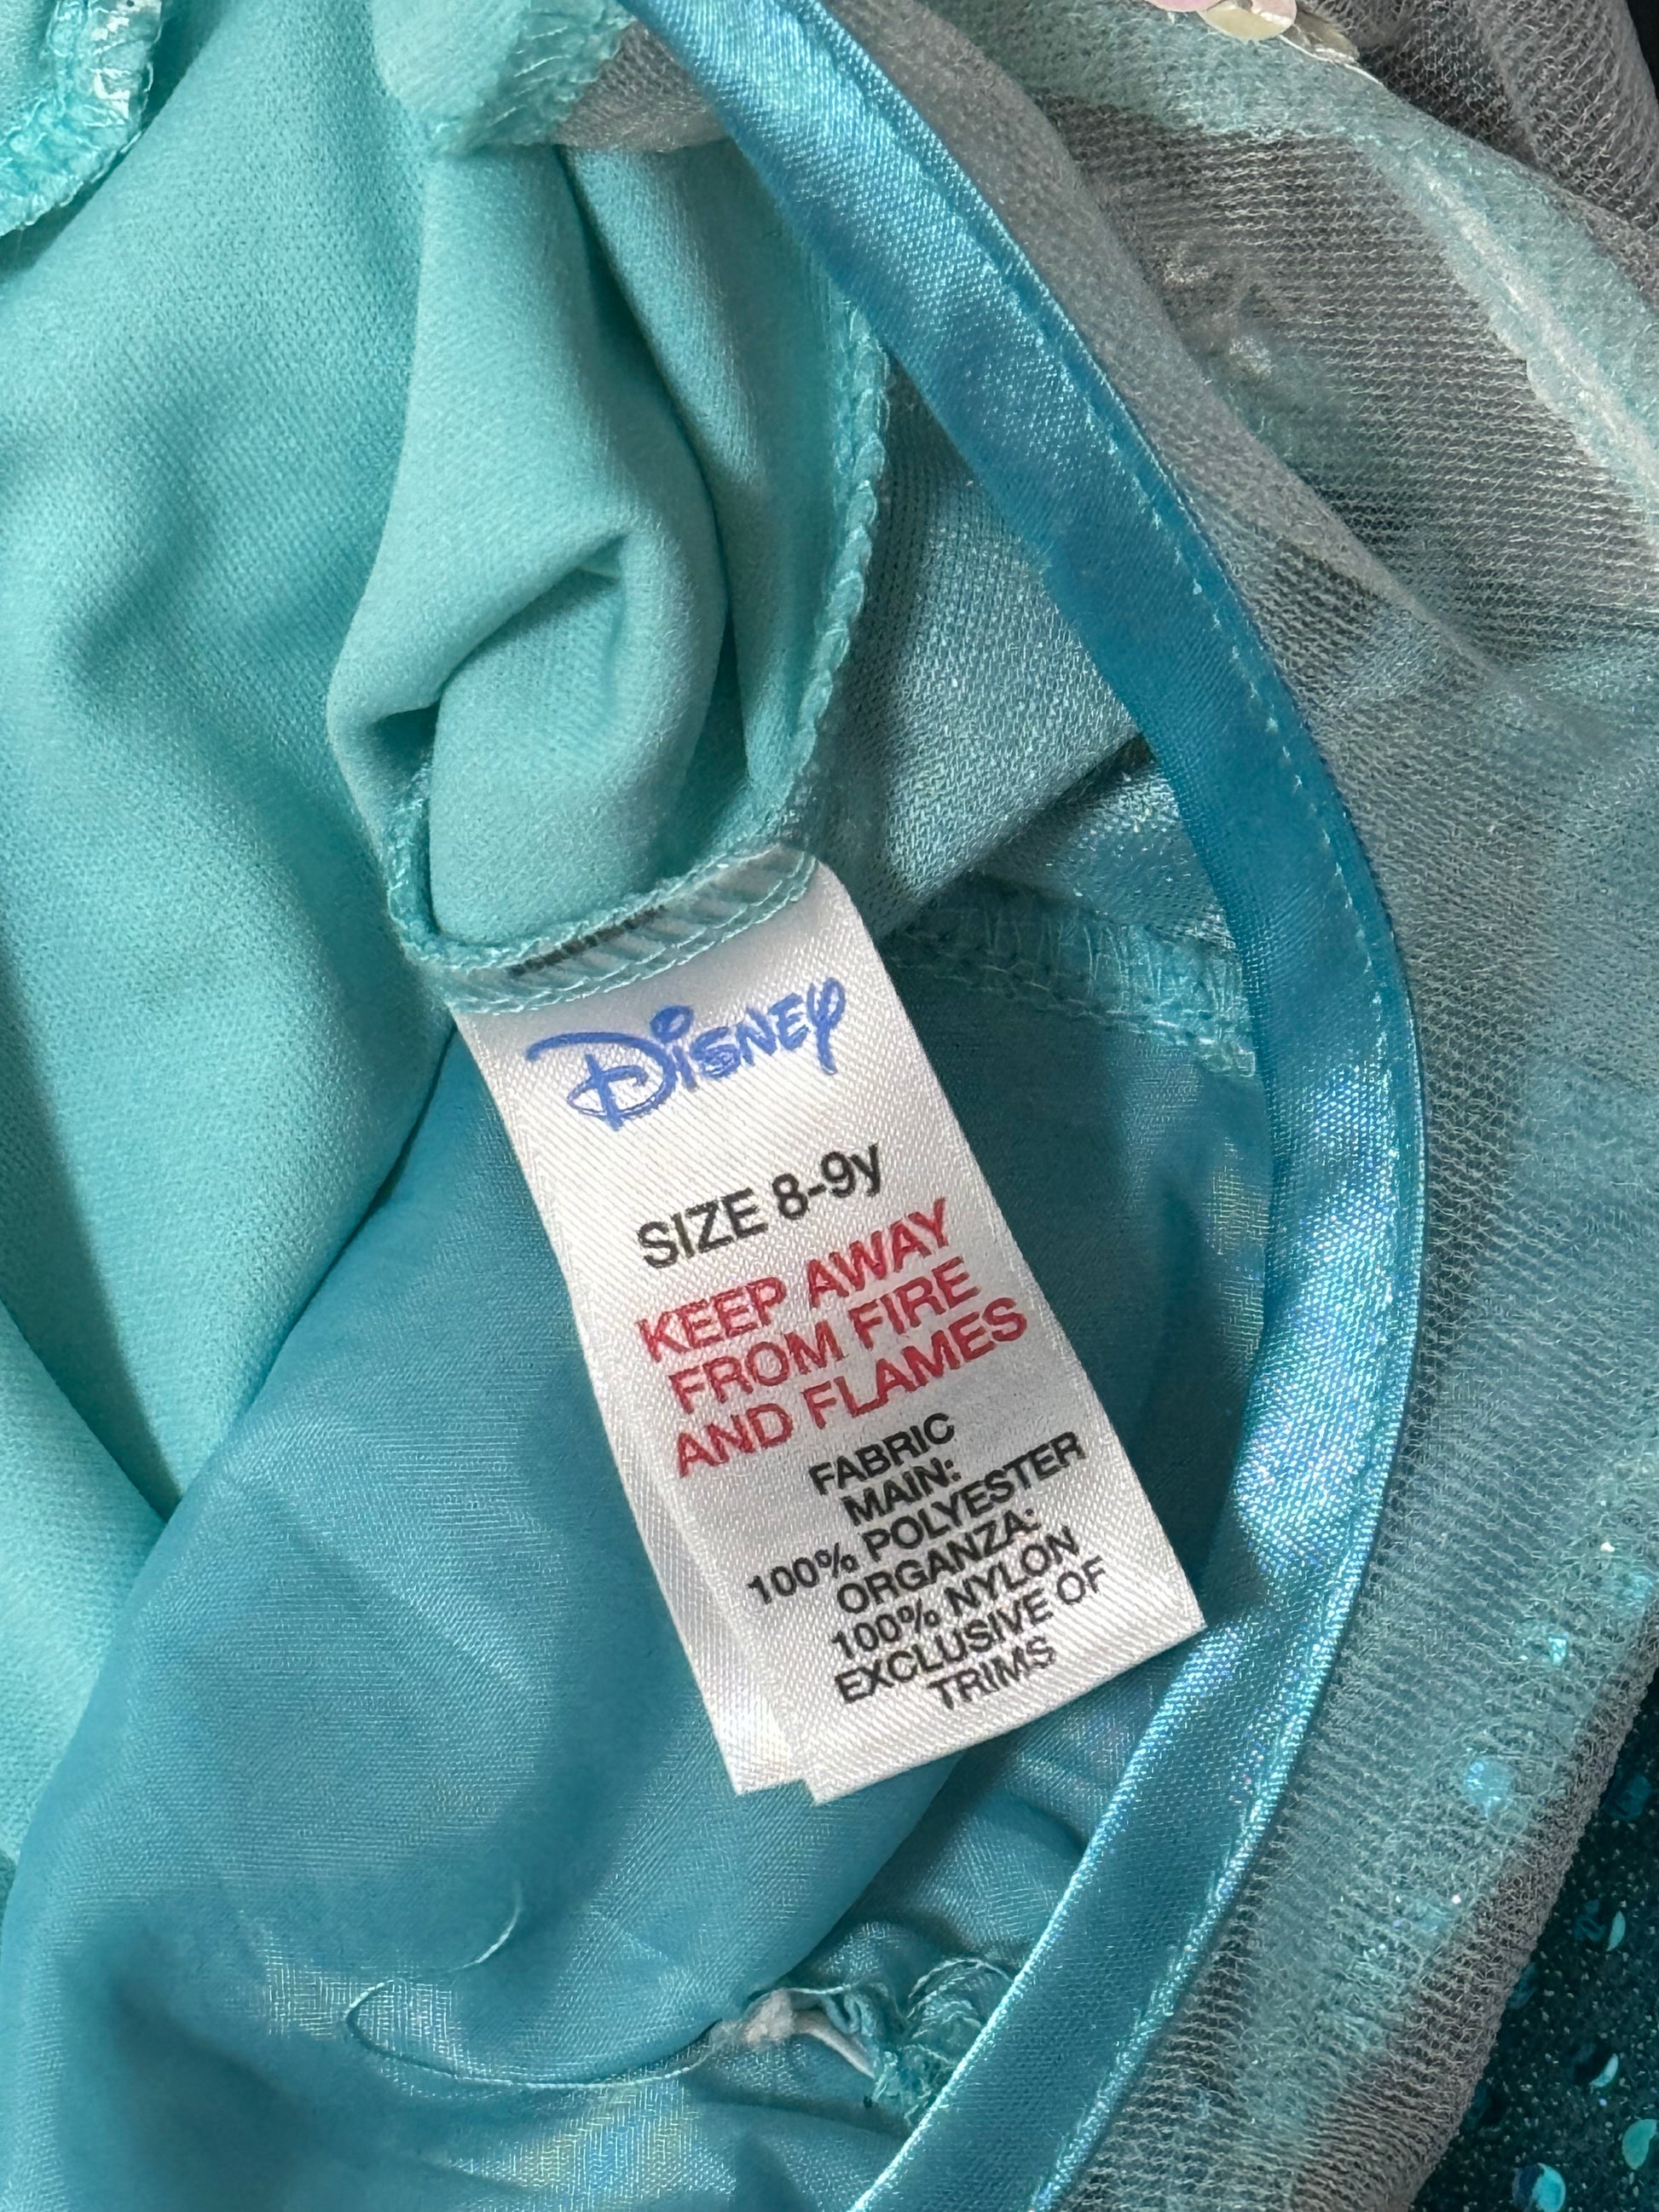 Disney
SIZE 8-9y
KEEP AWAY
FROM FIRE
AND FLAMES
FABRIC
MAIN:
100% POLYESTER
ORGANZA:
100% NYLON
EXCLUSIVE OF
TRIMS